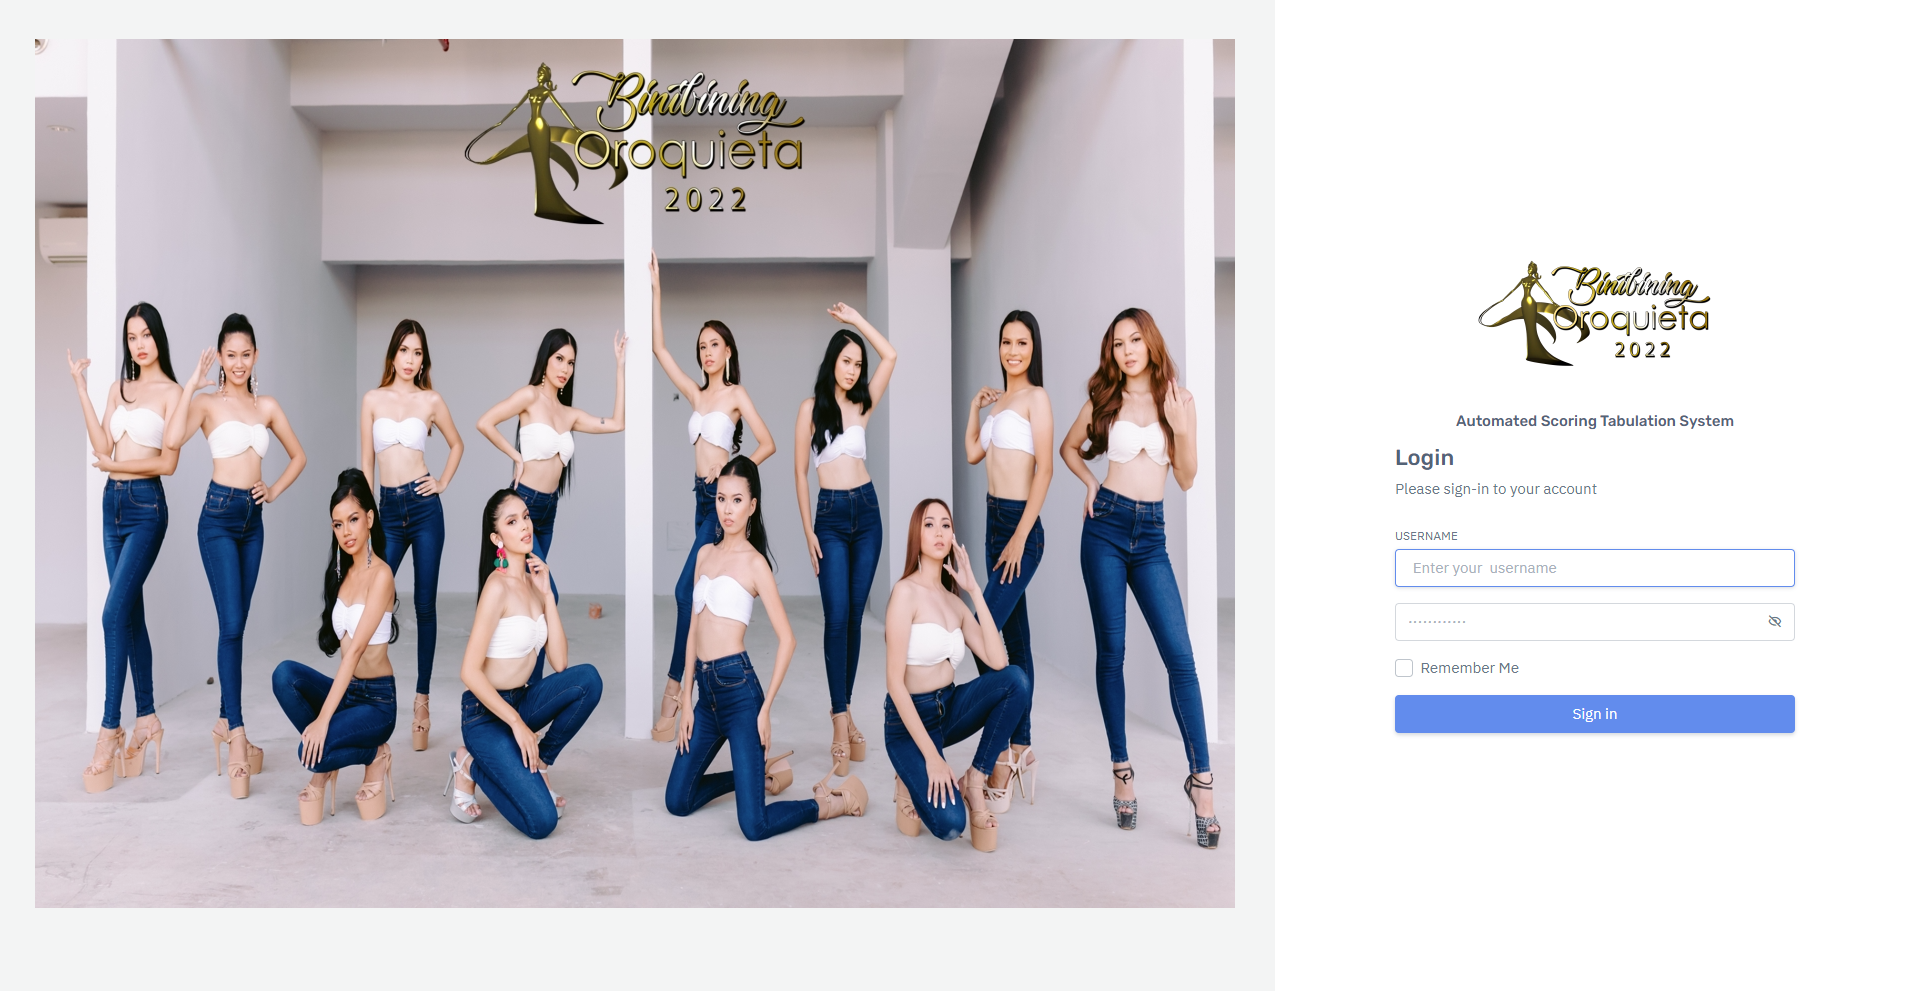 Binibining
Oroquieta
2022
Binibining
Oroquieta
2022
Automated Scoring Tabulation System
Login
Please sign-in to your account
USERNAME
Enter your  username
············
Remember Me
Sign in